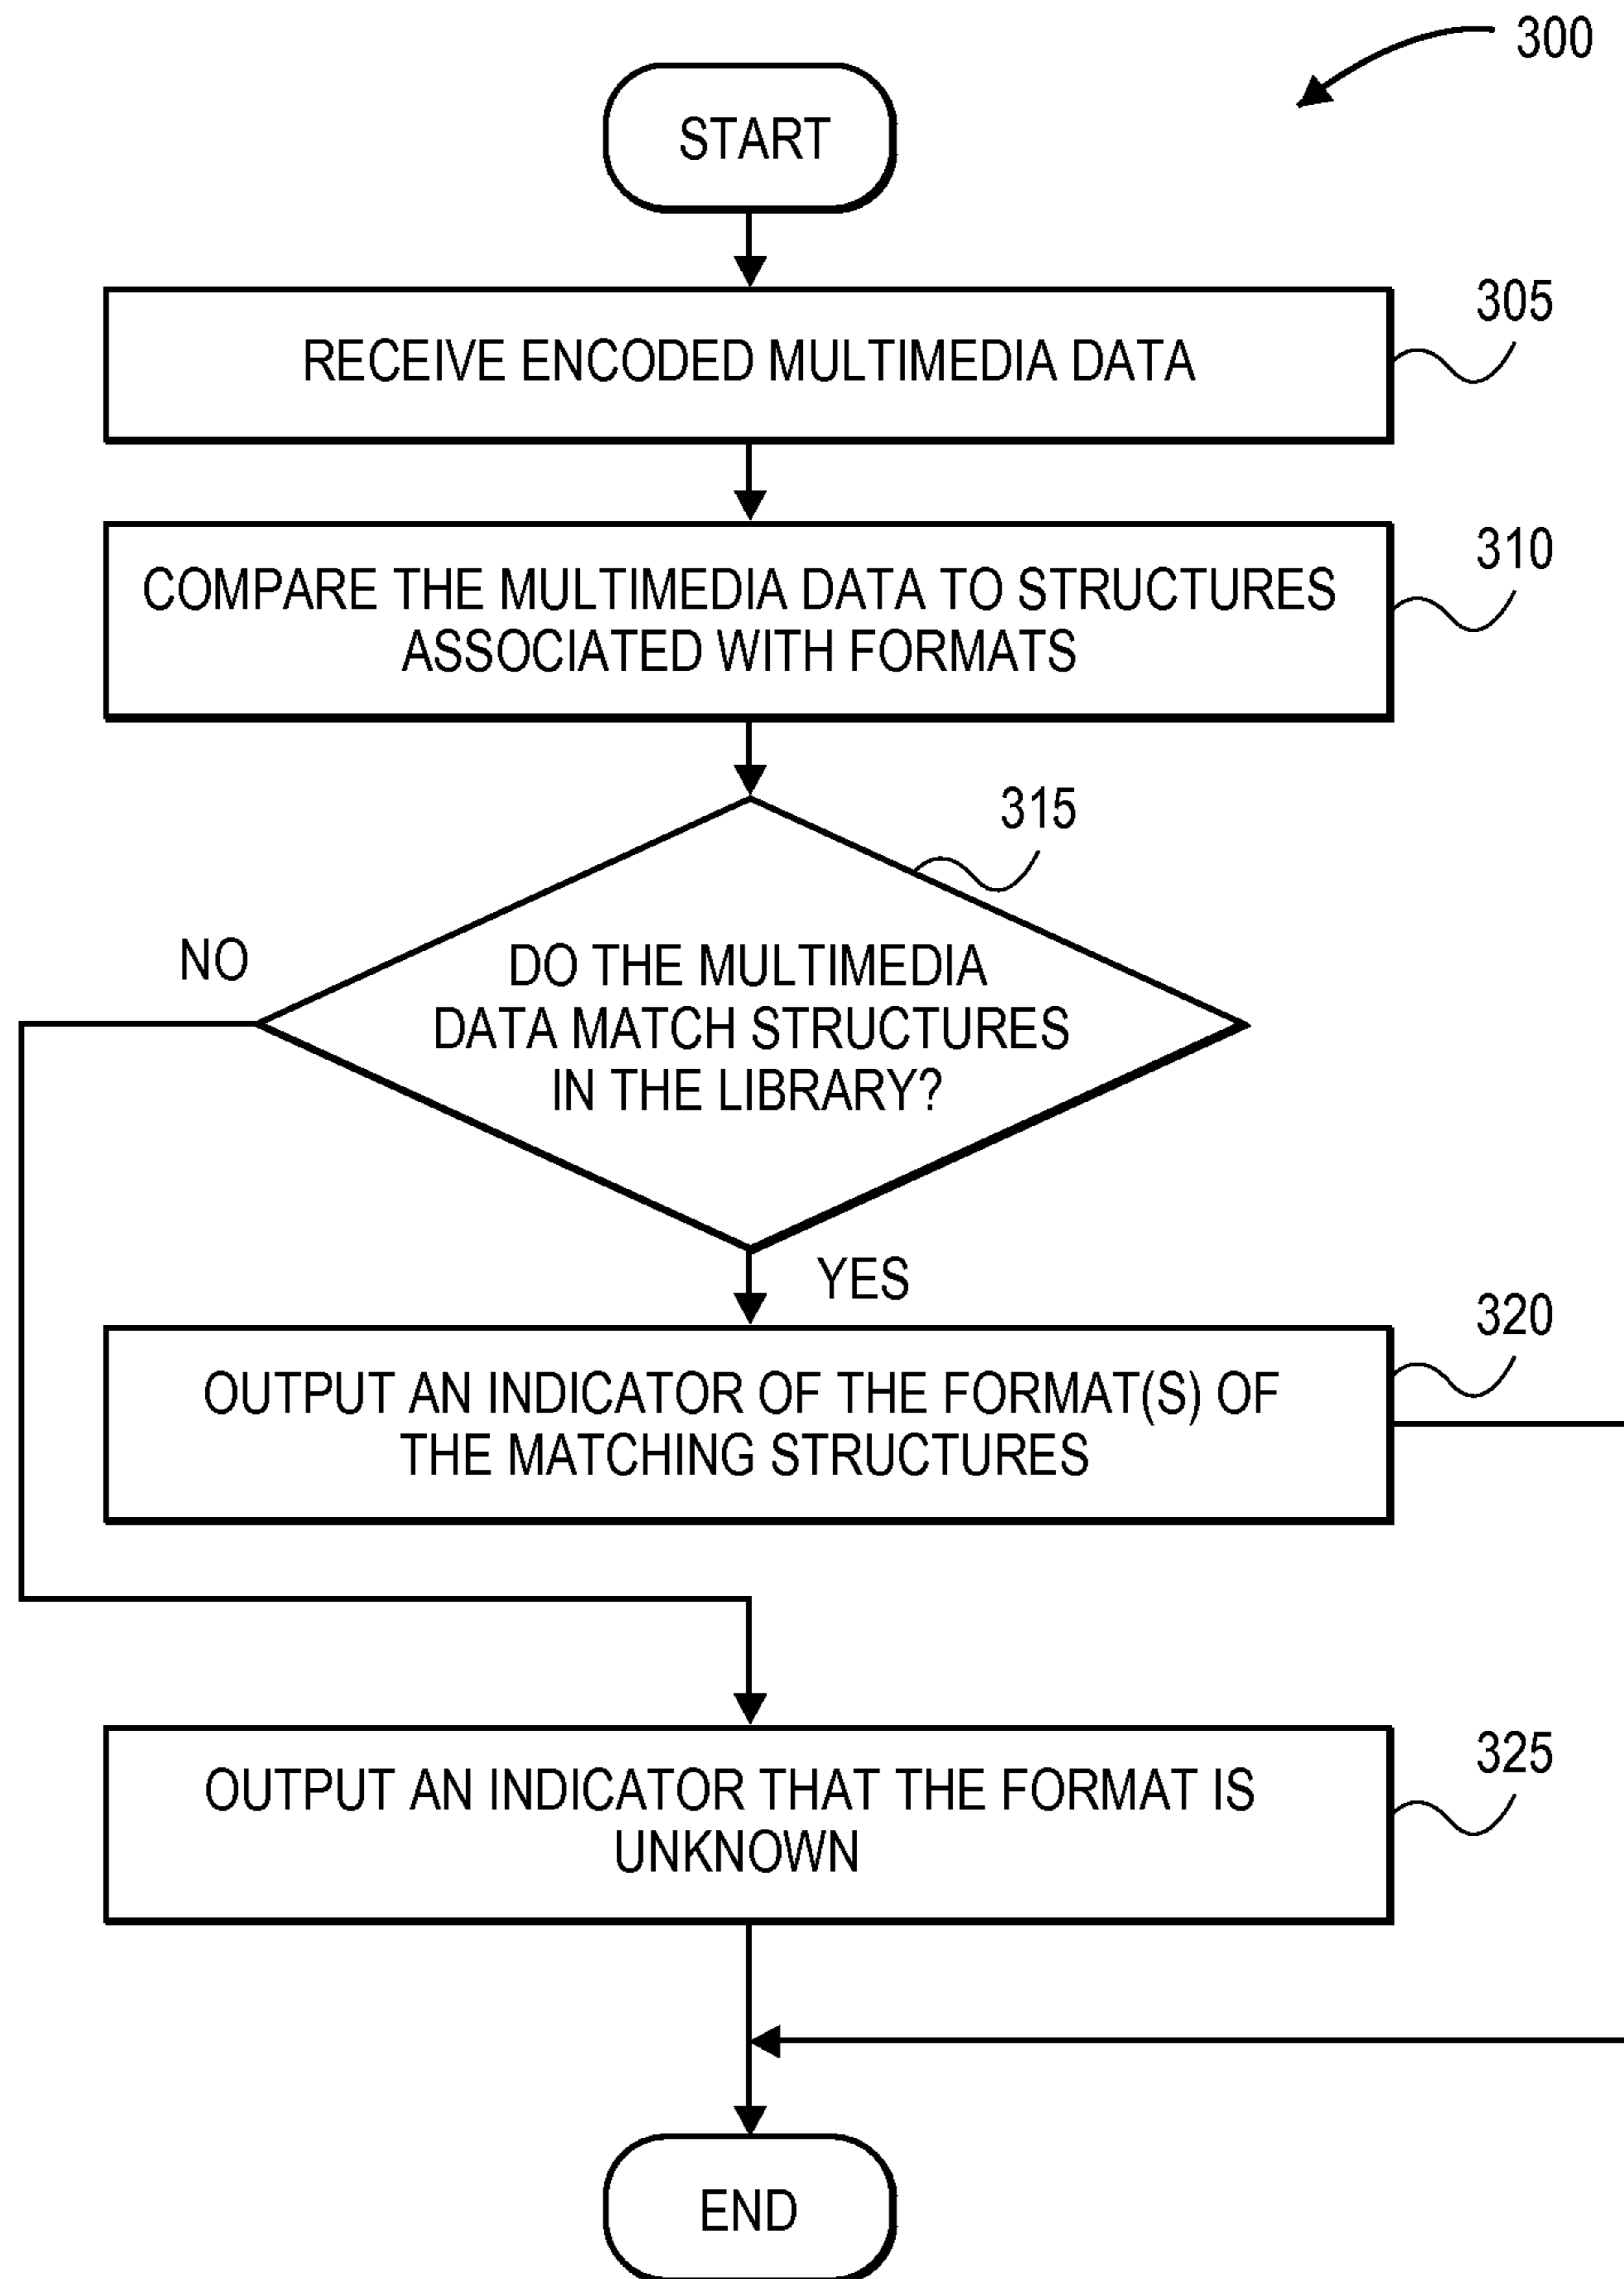 300
START
305
RECEIVE ENCODED MULTIMEDIA DATA
310
COMPARE THE MULTIMEDIA DATA TO STRUCTURES
ASSOCIATED WITH FORMATS
315
NO
DO THE MULTIMEDIA
DATA MATCH STRUCTURES
IN THE LIBRARY?
YES
320
OUTPUT AN INDICATOR OF THE FORMAT(S) OF
THE MATCHING STRUCTURES
325
OUTPUT AN INDICATOR THAT THE FORMAT IS
UNKNOWN
END